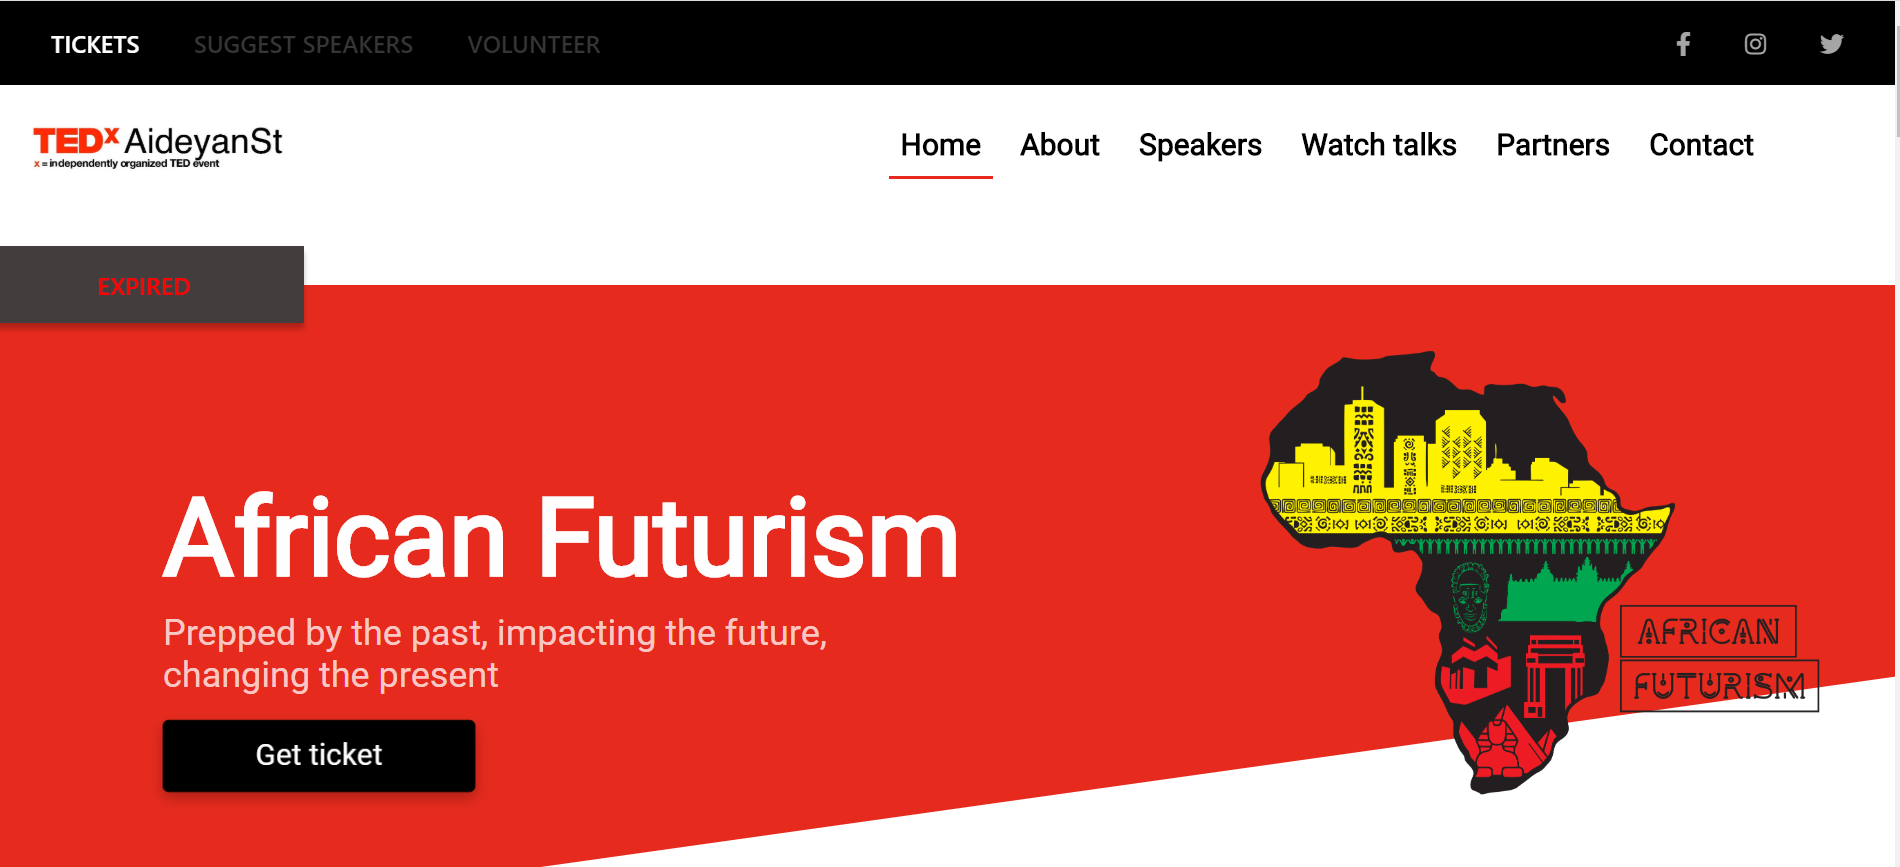 TICKETS SUGGEST SPEAKERS VOLUNTEER
TEDx AideyanSt
x = independently organized TED event
Home About Speakers Watch talks Partners Contact
EXPIRED
African Futurism
Prepped by the past, impacting the future,
changing the present
Get ticket
AFRICAN
FUTURISM